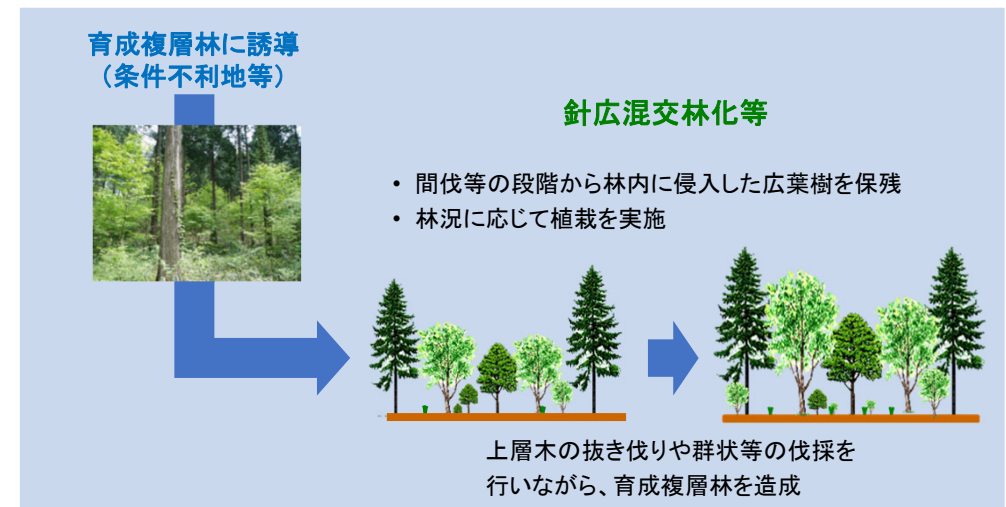 育成複層林に誘導
（条件不利地等）
針広混交林化等
• 間伐等の段階から林内に侵入した広葉樹を保残
• 林況に応じて植栽を実施
上層木の抜き伐りや群状等の伐採を
行いながら、育成複層林を造成